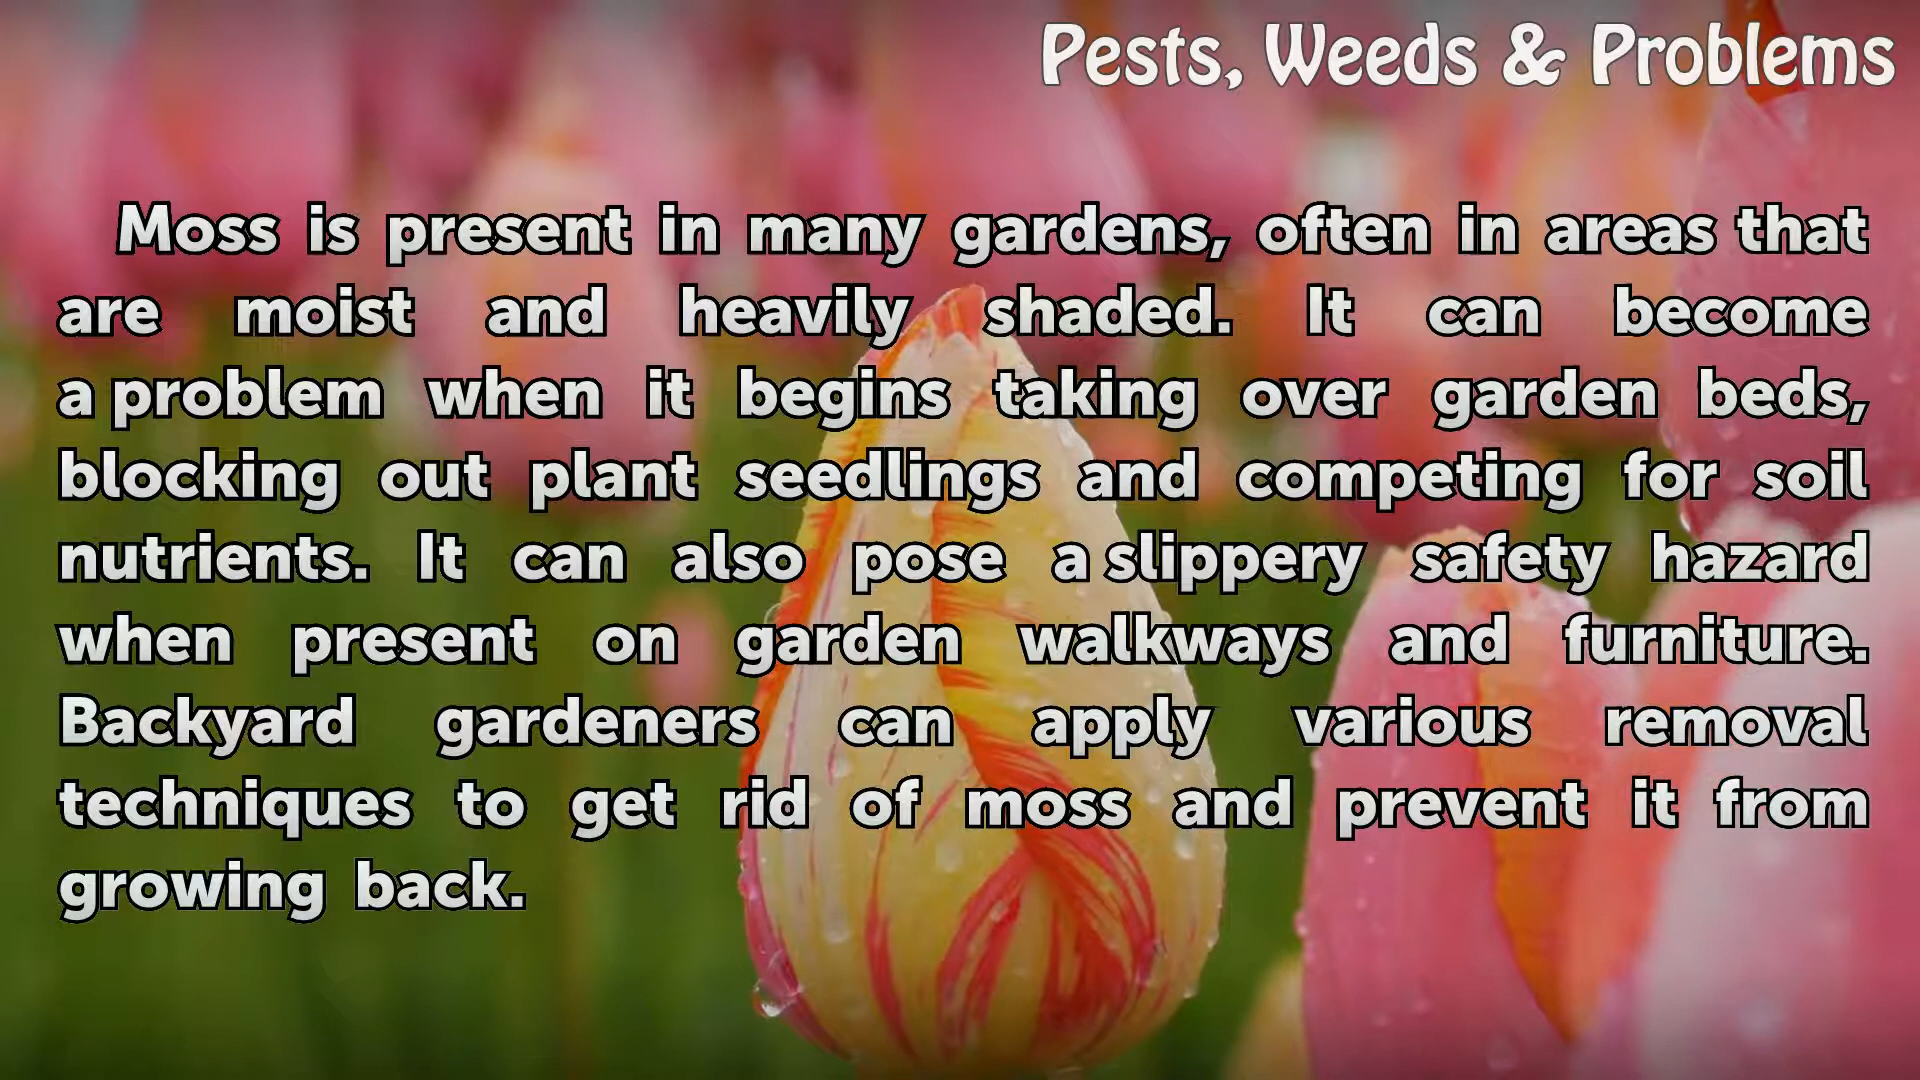 Pests, Weeds & Problems
Moss is present in many gardens, often in areas that
are moist and heavily shaded. It can become
a problem when it begins taking over garden beds,
blocking out plant seedlings and competing for soil
nutrients. It can also pose a slippery safety hazard
when present on garden walkways and furniture.
Backyard gardeners can apply various removal
techniques to get rid of moss and prevent it from
growing back.